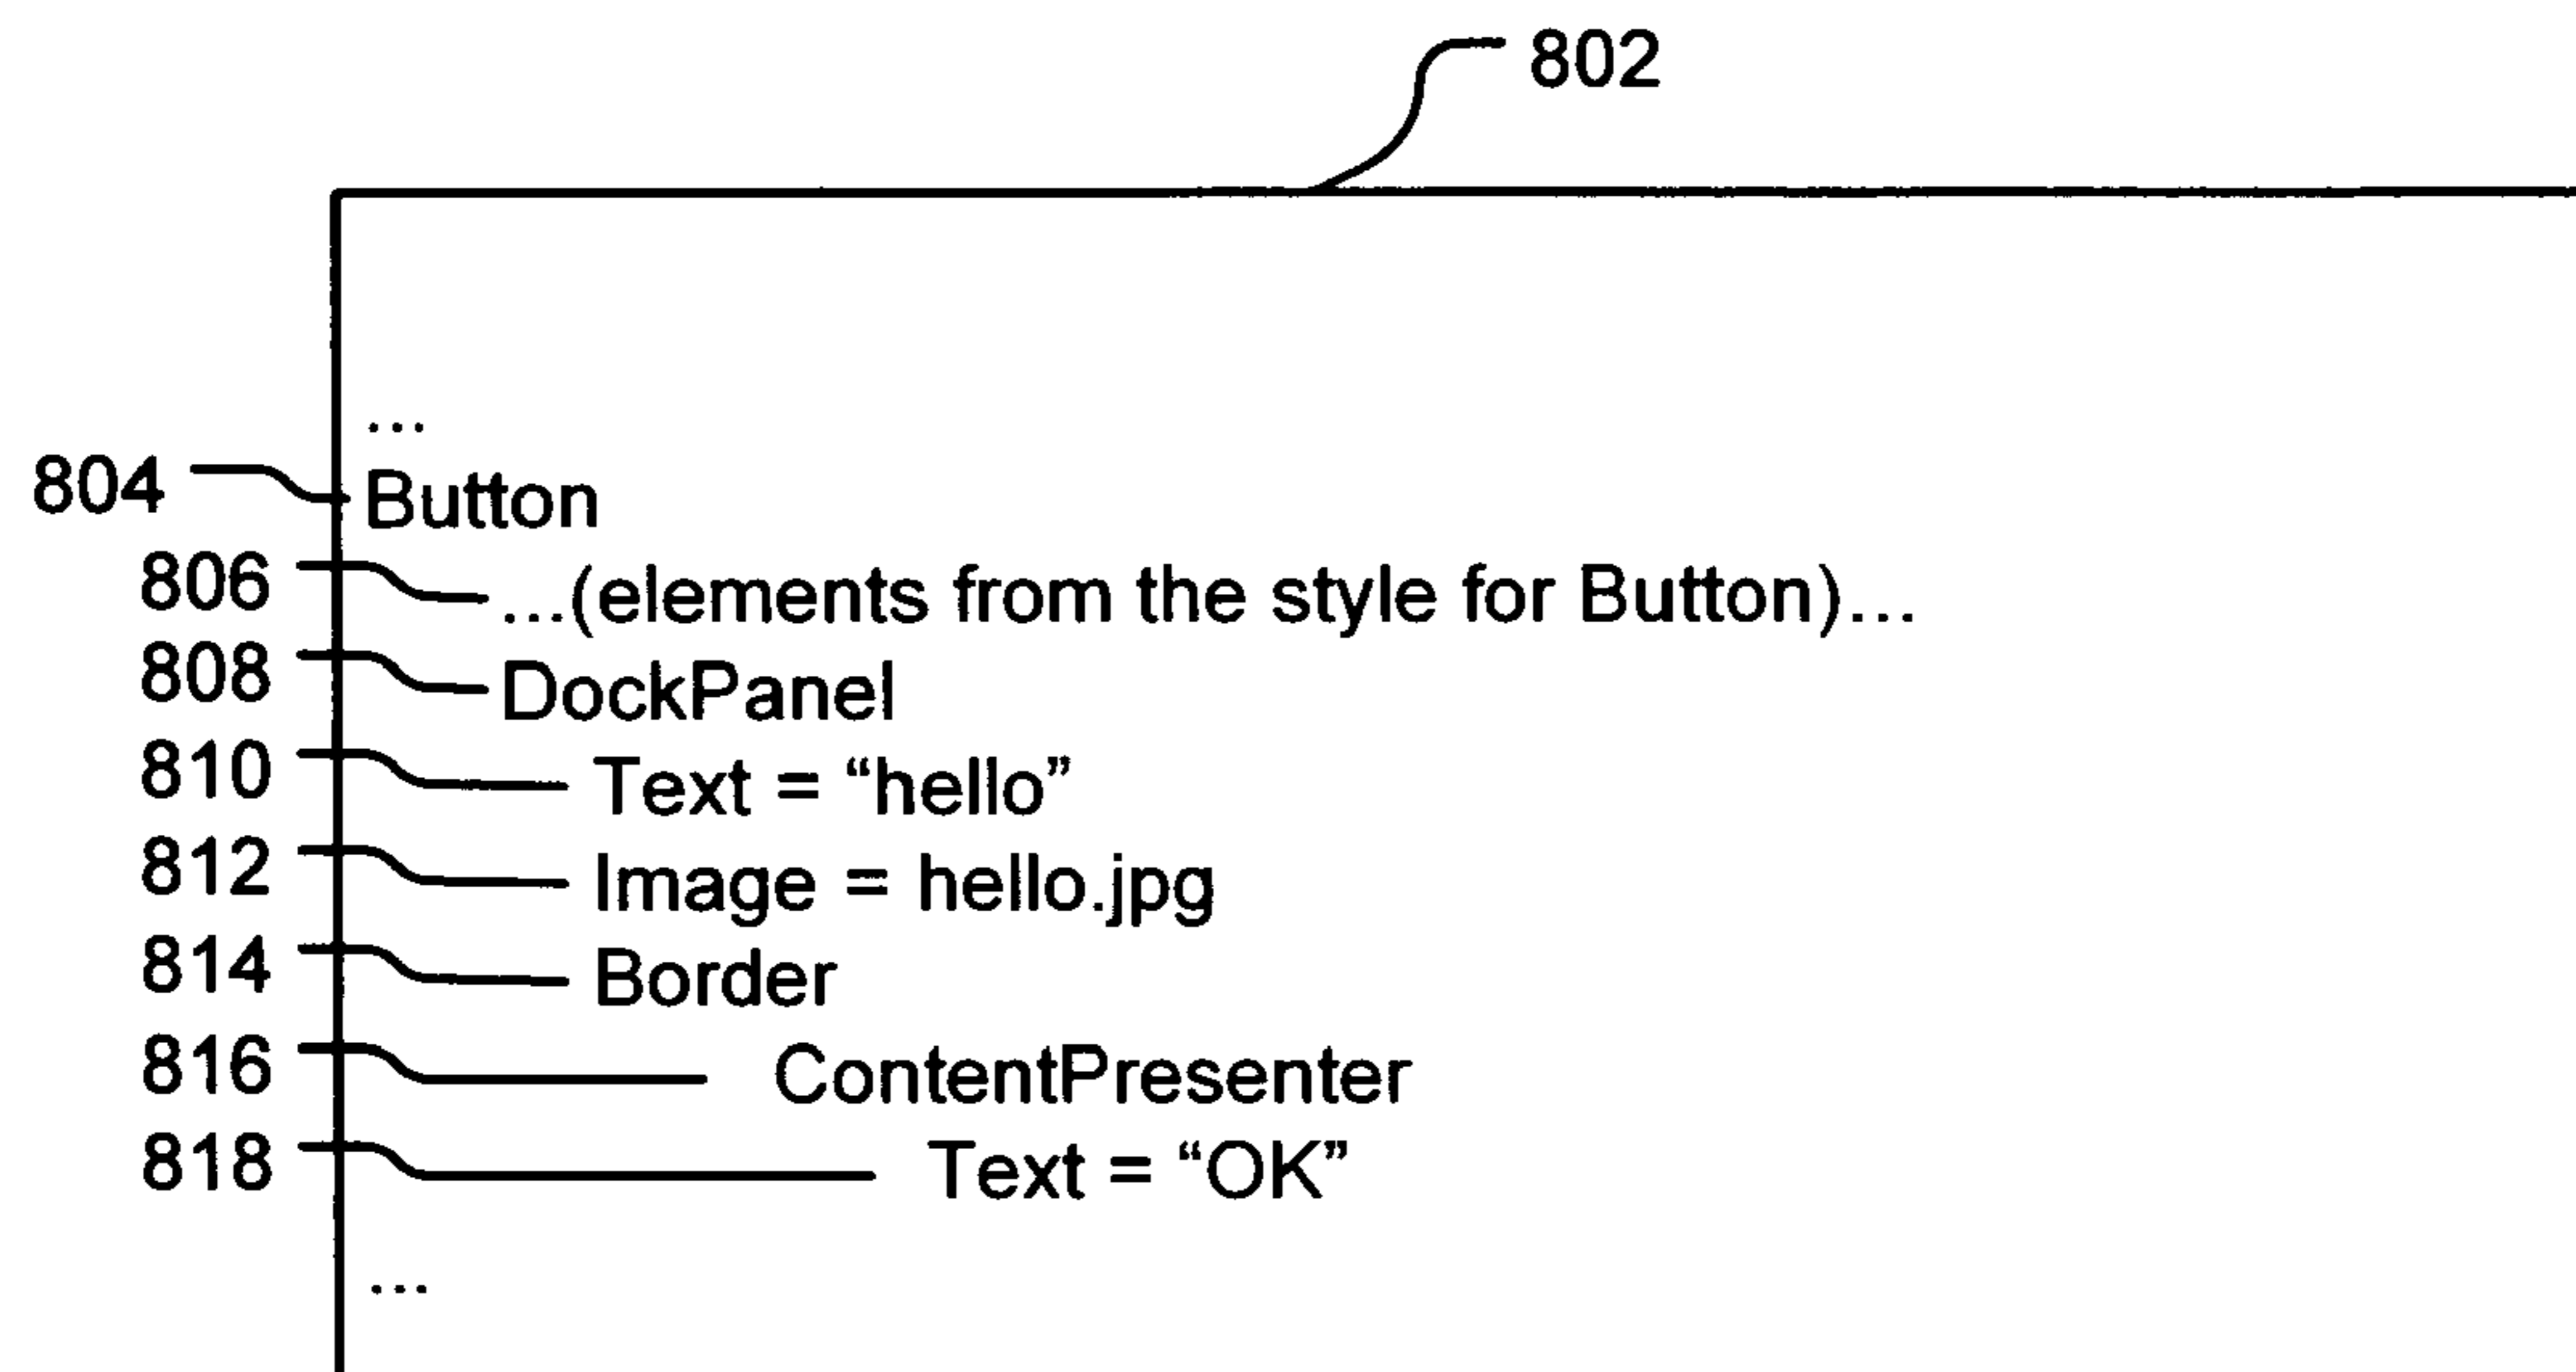 802
...
804 Button
806 ...(elements from the style for Button)...
808 DockPanel
810 Text = “hello”
812 Image = hello.jpg
814 Border
816 ContentPresenter
818 Text = “OK”
...